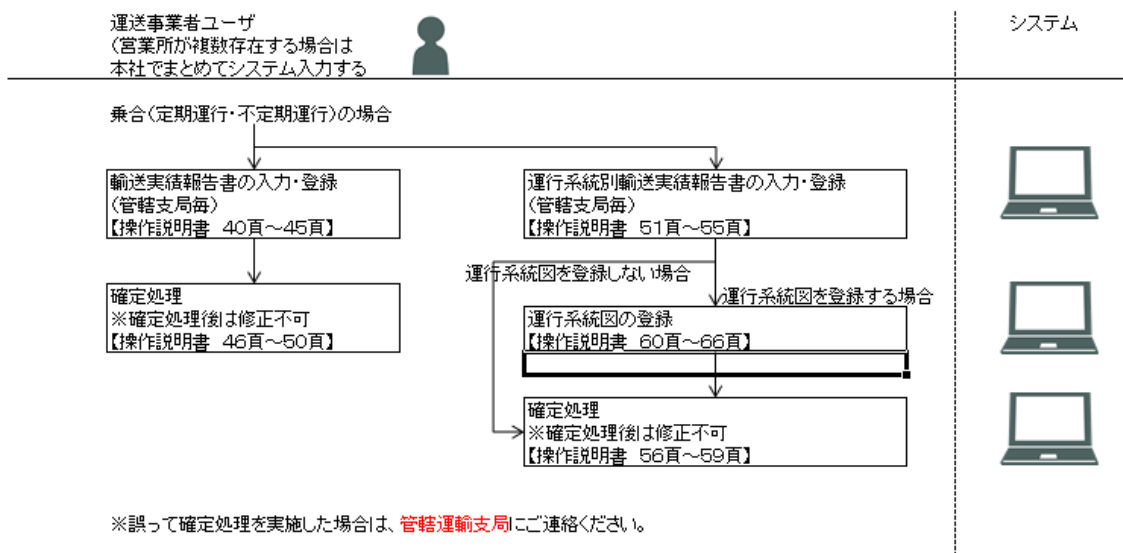 運送事業者ユーザ
（営業所が複数存在する場合は
本社でまとめてシステム入力する
システム
乗合（定期運行・不定期運行）の場合
輸送実績報告書の入力・登録
（管轄支局毎）
【操作説明書 40頁～45頁】
運行系統別輸送実績報告書の入力・登録
（管轄支局毎）
【操作説明書 51頁～55頁】
運行系統図を登録しない場合
運行系統図を登録する場合
確定処理
※確定処理後は修正不可
【操作説明書 46頁～50頁】
運行系統図の登録
【操作説明書 60頁～66頁】
確定処理
※確定処理後は修正不可
【操作説明書 56頁～59頁】
※誤って確定処理を実施した場合は、管轄運輸支局にご連絡ください。